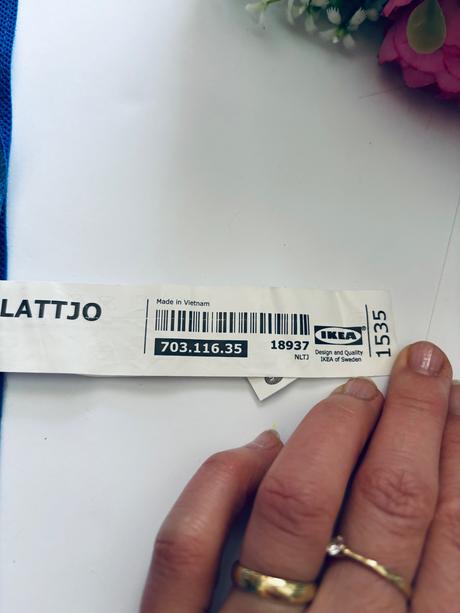 LATTJO
Made in Vietnam
703.116.35
18937
NLTJ
IKEA®
Design and Quality
IKEA of Sweden
1535